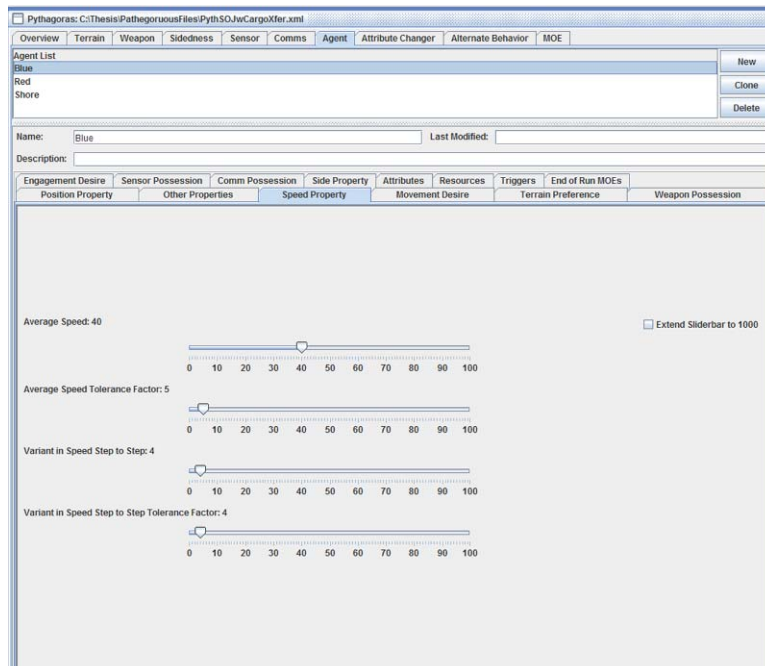 Pythagoras: C:\Thesis\PathegoruousFiles\PythSOJwCargoXfer.xml
Overview Terrain Weapon Sidedness Sensor Comms Agent Attribute Changer Alternate Behavior MOE
Agent List
Blue
Red
Shore
New
Clone
Delete
Name: Blue Last Modified:
Description:
Engagement Desire Sensor Possession Comm Possession Side Property Attributes Resources Triggers End of Run MOEs
Position Property Other Properties Speed Property Movement Desire Terrain Preference Weapon Possession
Average Speed: 40 Extend Sliderbar to 1000
0 10 20 30 40 50 60 70 80 90 100
Average Speed Tolerance Factor: 5
0 10 20 30 40 50 60 70 80 90 100
Variant in Speed Step to Step: 4
0 10 20 30 40 50 60 70 80 90 100
Variant in Speed Step to Step Tolerance Factor: 4
0 10 20 30 40 50 60 70 80 90 100